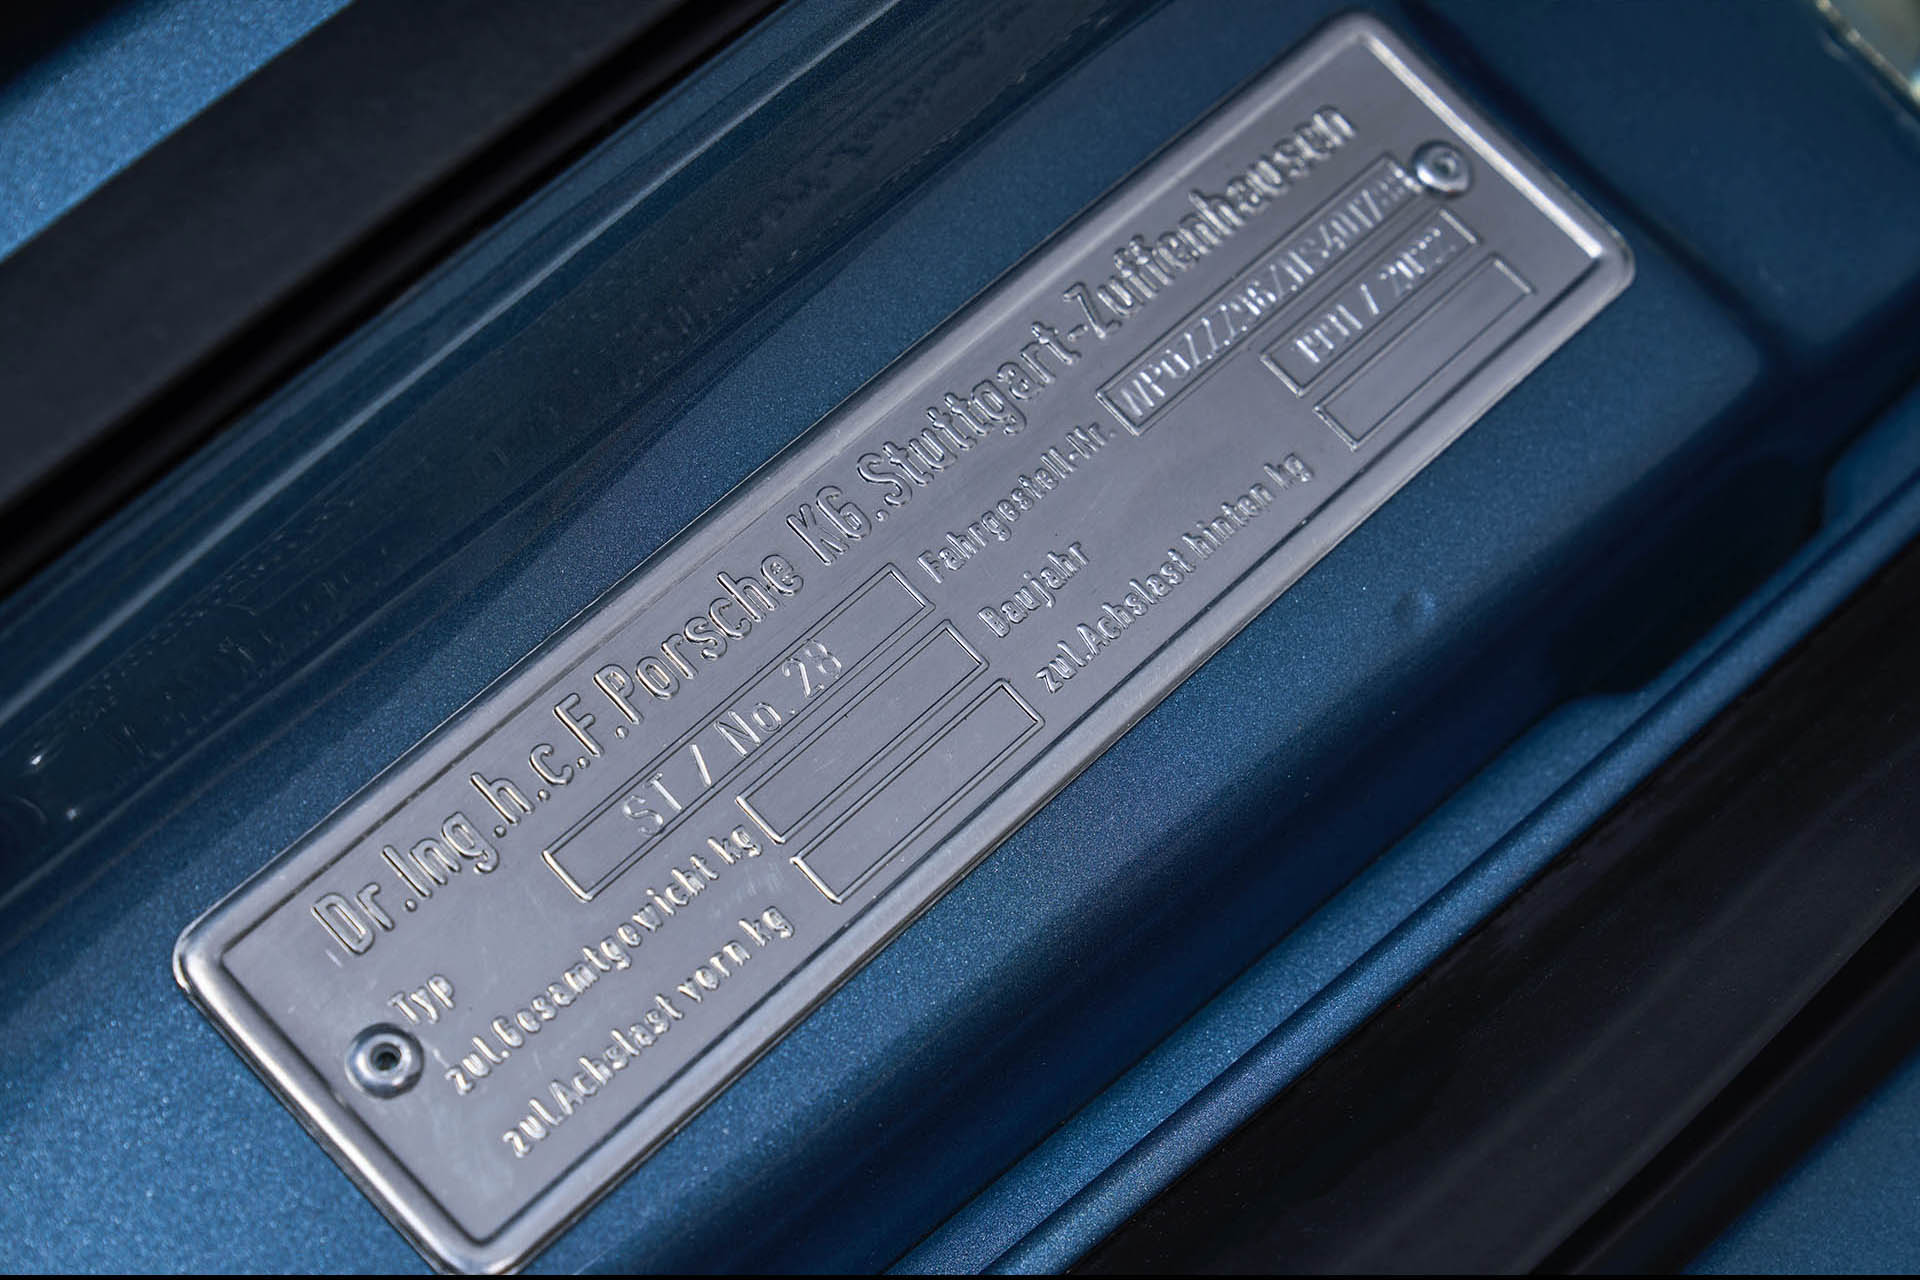 Dr.Ing.h.c.F.Porsche KG.Stuttgart-Zuffenhausen
Typ ST / No. 28 Fahrgestell-Nr.
zul.Gesamtgewicht kg Baujahr
zul.Achslast vorn kg zul.Achslast hinten kg